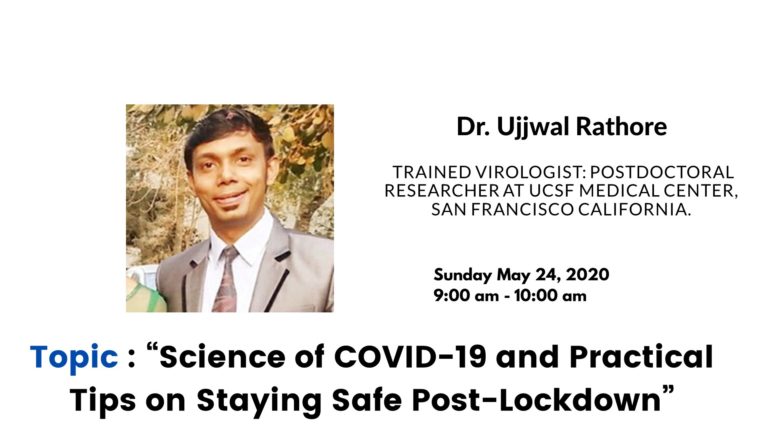 Dr. Ujjwal Rathore
TRAINED VIROLOGIST: POSTDOCTORAL
RESEARCHER AT UCSF MEDICAL CENTER,
SAN FRANCISCO CALIFORNIA.
Sunday May 24, 2020
9:00 am - 10:00 am
Topic : “Science of COVID-19 and Practical
Tips on Staying Safe Post-Lockdown”